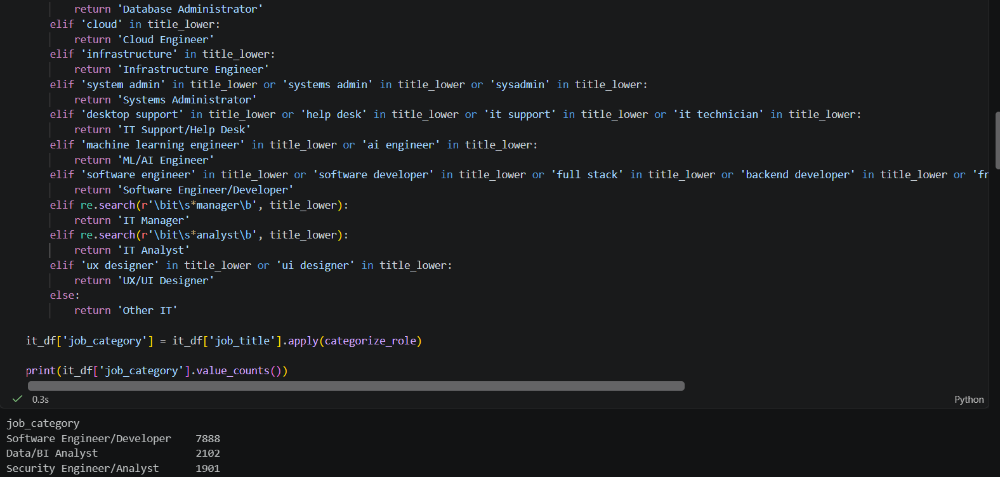 return 'Database Administrator'
elif 'cloud' in title_lower:
return 'Cloud Engineer'
elif 'infrastructure' in title_lower:
return 'Infrastructure Engineer'
elif 'system admin' in title_lower or 'systems admin' in title_lower or 'sysadmin' in title_lower:
return 'Systems Administrator'
elif 'desktop support' in title_lower or 'help desk' in title_lower or 'it support' in title_lower or 'it technician' in title_lower:
return 'IT Support/Help Desk'
elif 'machine learning engineer' in title_lower or 'ai engineer' in title_lower:
return 'ML/AI Engineer'
elif 'software engineer' in title_lower or 'software developer' in title_lower or 'full stack' in title_lower or 'backend developer' in title_lower or 'fr
return 'Software Engineer/Developer'
elif re.search(r'\bit\s*manager\b', title_lower):
return 'IT Manager'
elif re.search(r'\bit\s*analyst\b', title_lower):
return 'IT Analyst'
elif 'ux designer' in title_lower or 'ui designer' in title_lower:
return 'UX/UI Designer'
else:
return 'Other IT'
it_df['job_category'] = it_df['job_title'].apply(categorize_role)
print(it_df['job_category'].value_counts())
0.3s
Python
job_category
Software Engineer/Developer 7888
Data/BI Analyst 2102
Security Engineer/Analyst 1901